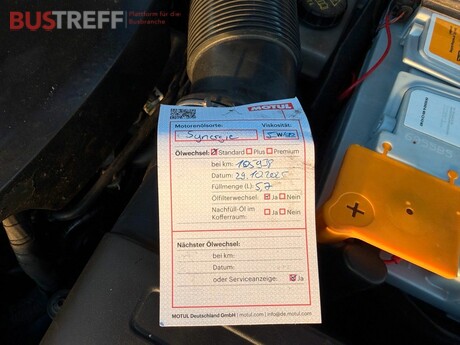 BUSTREFF
Plattform für die
Busbranche
MOTUL
Motorenölsorte:
Viskosität:
Synergie
Ölwechsel: Standard Plus Premium
bei km: 105938
Datum: 29.10.2025
Füllmenge (L): 5,7
Ölfilterwechsel: Ja Nein
Nachfüll-Öl im
Kofferraum: Ja Nein
Nächster Ölwechsel:
bei km:
Datum:
oder Serviceanzeige: Ja
MOTUL Deutschland GmbH | motul.com | info@de.motul.com